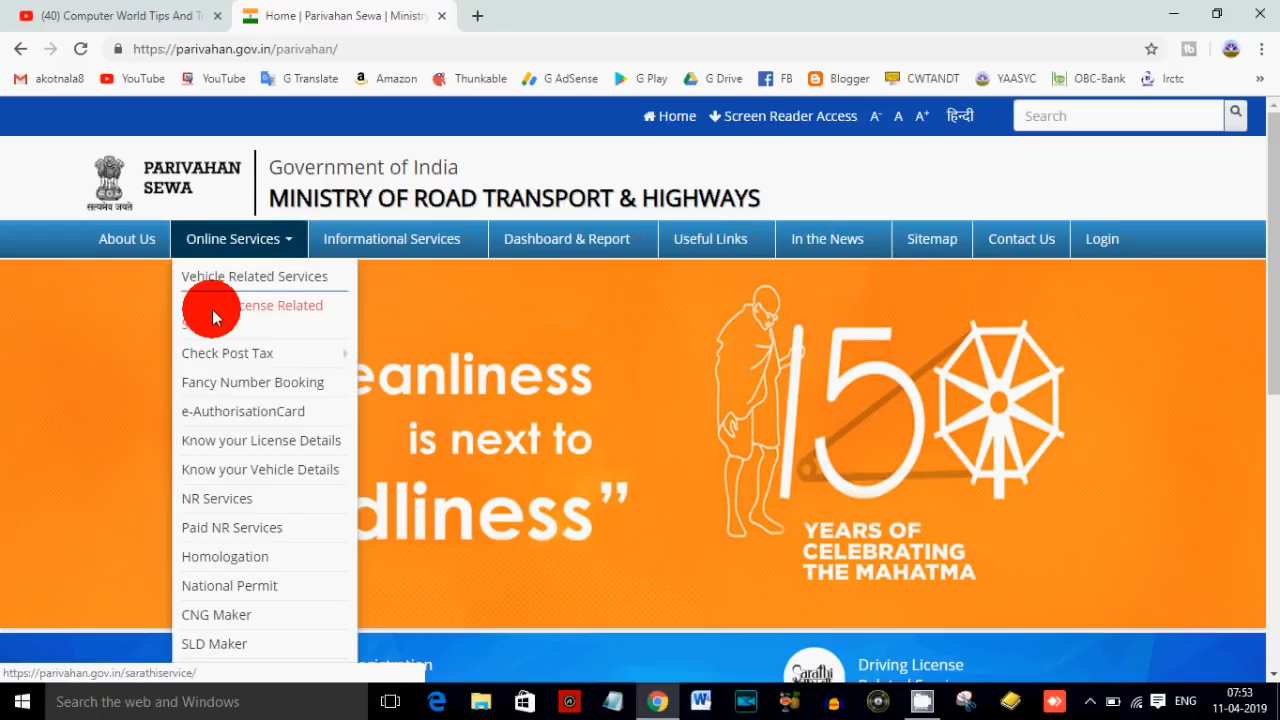 (40) Computer World Tips And T
Home | Parivahan Sewa | Ministry
https://parivahan.gov.in/parivahan/
akotnala8
YouTube
YouTube
G Translate
Amazon
Thunkable
G AdSense
G Play
G Drive
FB
Blogger
CWTANDT
YAASYC
OBC-Bank
Irctc
»
Home
Screen Reader Access
A-
A
A+
हिन्दी
Search
PARIVAHAN
SEWA
सत्यमेव जयते
Government of India
MINISTRY OF ROAD TRANSPORT & HIGHWAYS
About Us
Online Services
Informational Services
Dashboard & Report
Useful Links
In the News
Sitemap
Contact Us
Login
Vehicle Related Services
Related
Check Post Tax
Fancy Number Booking
e-AuthorisationCard
Know your License Details
Know your Vehicle Details
NR Services
Paid NR Services
Homologation
National Permit
CNG Maker
SLD Maker
eanliness
is next to
dliness”
150
YEARS OF
CELEBRATING
THE MAHATMA
https://parivahan.gov.in/sarathiservice/
Driving License
Search the web and Windows
ENG
07:53
11-04-2019